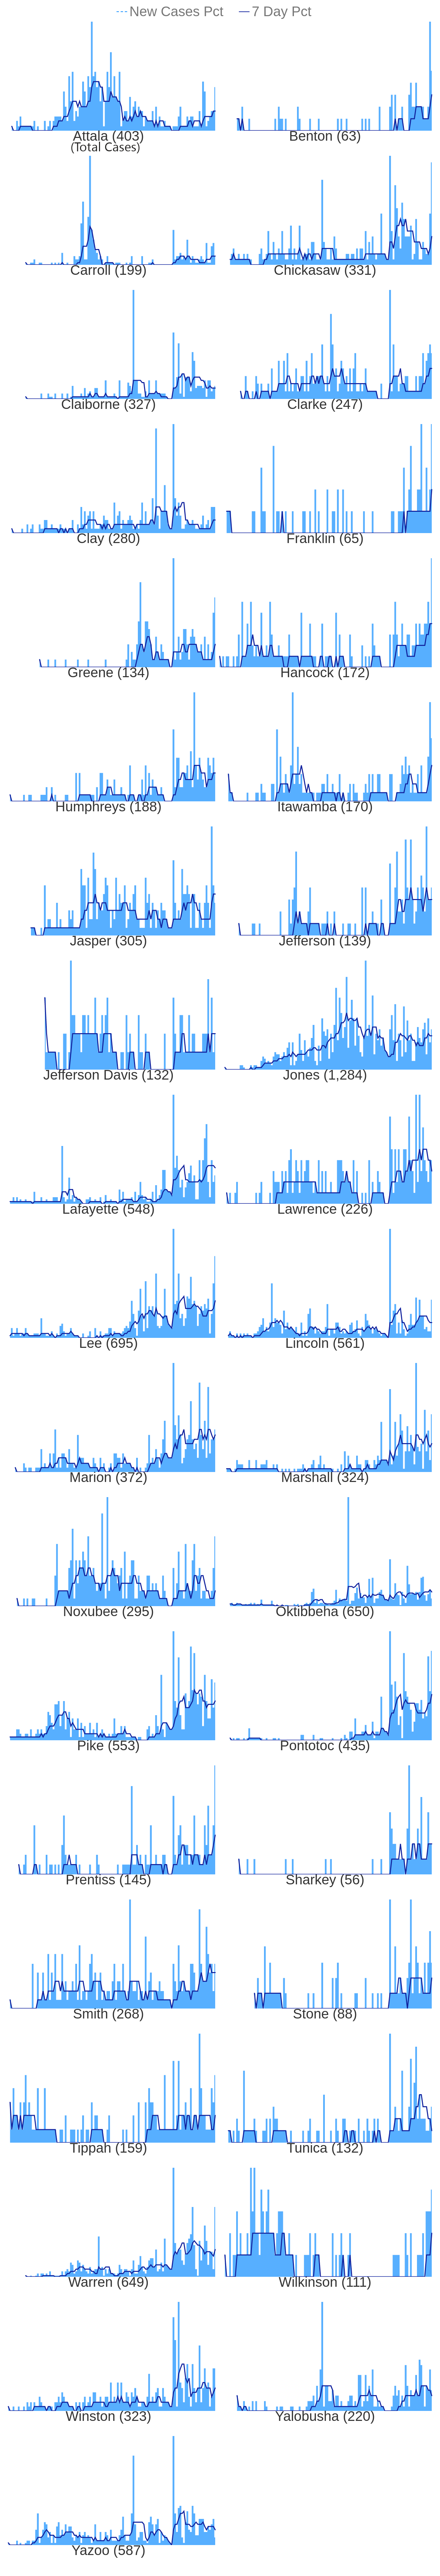 New Cases Pct 7 Day Pct
Attala (403) Benton (63)
(Total Cases)
Carroll (199) Chickasaw (331)
Claiborne (327) Clarke (247)
Clay (280) Franklin (65)
Greene (134) Hancock (172)
Humphreys (188) Itawamba (170)
Jasper (305) Jefferson (139)
Jefferson Davis (132) Jones (1,284)
Lafayette (548) Lawrence (226)
Lee (695) Lincoln (561)
Marion (372) Marshall (324)
Noxubee (295) Oktibbeha (650)
Pike (553) Pontotoc (435)
Prentiss (145) Sharkey (56)
Smith (268) Stone (88)
Tippah (159) Tunica (132)
Warren (649) Wilkinson (111)
Winston (323) Yalobusha (220)
Yazoo (587)